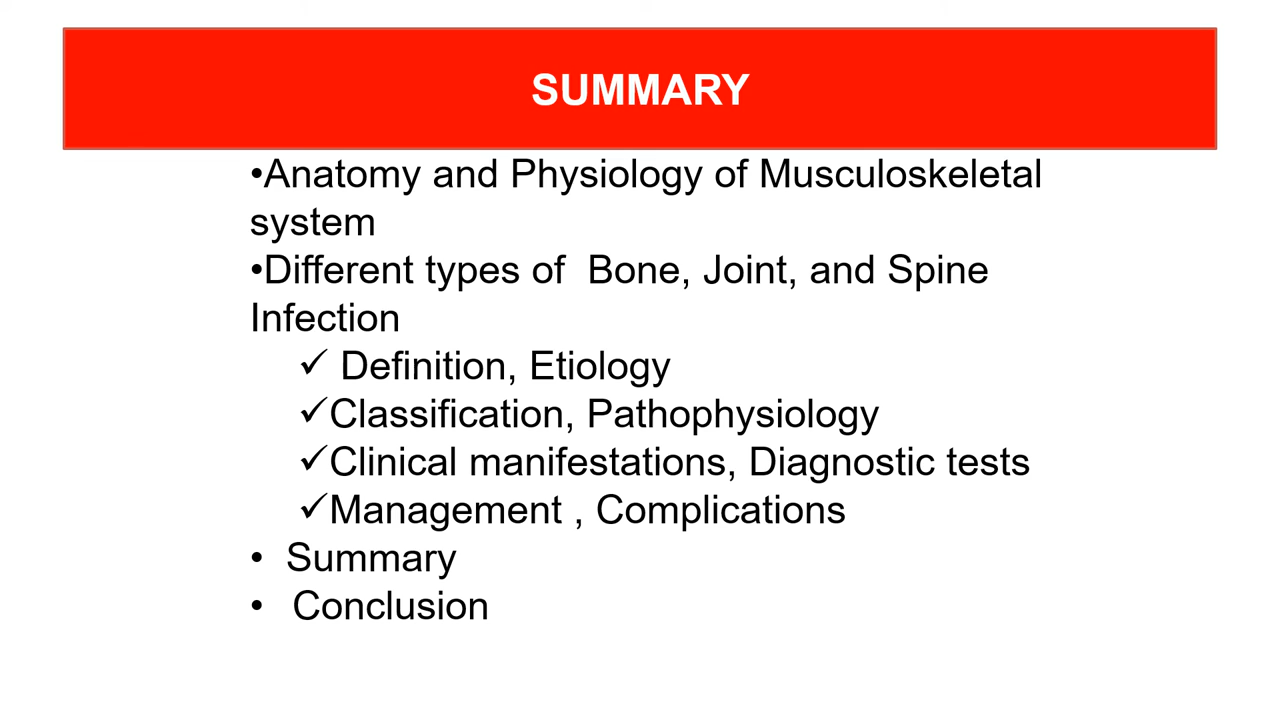 SUMMARY
•Anatomy and Physiology of Musculoskeletal
system
•Different types of  Bone, Joint, and Spine
Infection
✓ Definition, Etiology
✓Classification, Pathophysiology
✓Clinical manifestations, Diagnostic tests
✓Management , Complications
• Summary
• Conclusion